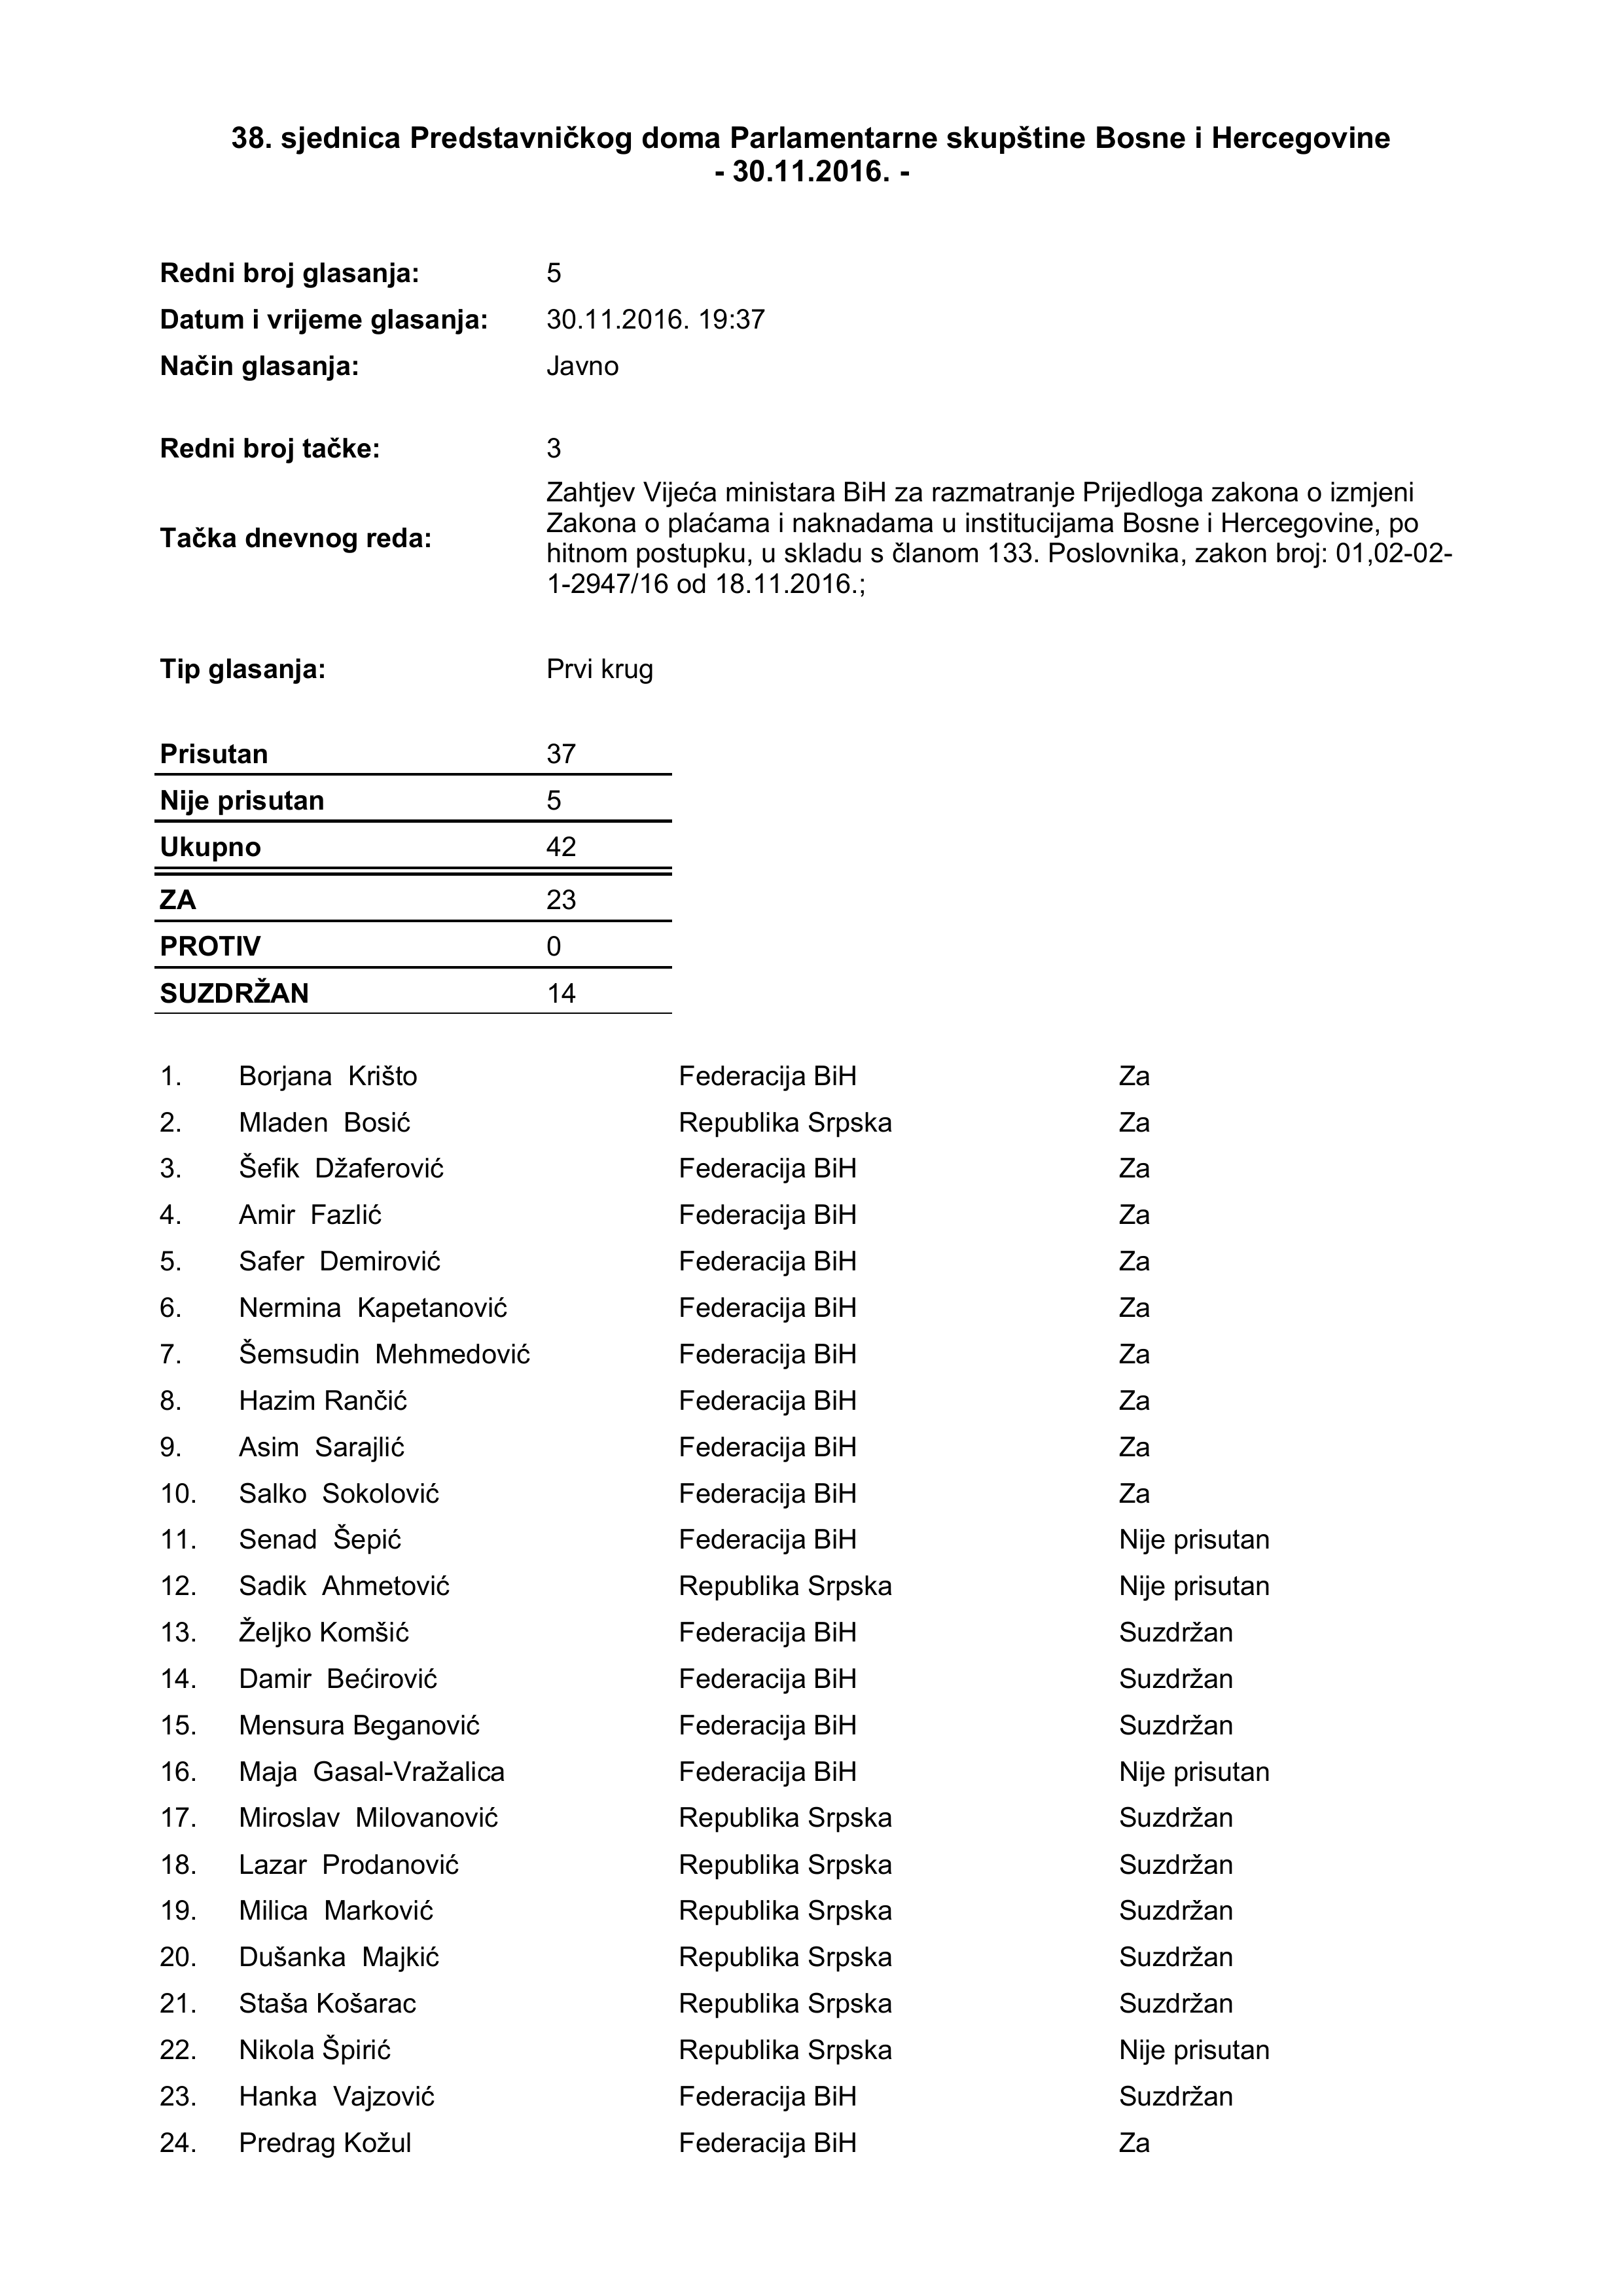 38. sjednica Predstavničkog doma Parlamentarne skupštine Bosne i Hercegovine
- 30.11.2016. -
Redni broj glasanja: 5
Datum i vrijeme glasanja: 30.11.2016. 19:37
Način glasanja: Javno
Redni broj tačke: 3
Tačka dnevnog reda: Zahtjev Vijeća ministara BiH za razmatranje Prijedloga zakona o izmjeni
Zakona o plaćama i naknadama u institucijama Bosne i Hercegovine, po
hitnom postupku, u skladu s članom 133. Poslovnika, zakon broj: 01,02-02-
1-2947/16 od 18.11.2016.;
Tip glasanja: Prvi krug
Prisutan 37
Nije prisutan 5
Ukupno 42
ZA 23
PROTIV 0
SUZDRŽAN 14
1. Borjana Krišto Federacija BiH Za
2. Mladen Bosić Republika Srpska Za
3. Šefik Džaferović Federacija BiH Za
4. Amir Fazlić Federacija BiH Za
5. Safer Demirović Federacija BiH Za
6. Nermina Kapetanović Federacija BiH Za
7. Šemsudin Mehmedović Federacija BiH Za
8. Hazim Rančić Federacija BiH Za
9. Asim Sarajlić Federacija BiH Za
10. Salko Sokolović Federacija BiH Za
11. Senad Šepić Federacija BiH Nije prisutan
12. Sadik Ahmetović Republika Srpska Nije prisutan
13. Željko Komšić Federacija BiH Suzdržan
14. Damir Bećirović Federacija BiH Suzdržan
15. Mensura Beganović Federacija BiH Suzdržan
16. Maja Gasal-Vražalica Federacija BiH Nije prisutan
17. Miroslav Milovanović Republika Srpska Suzdržan
18. Lazar Prodanović Republika Srpska Suzdržan
19. Milica Marković Republika Srpska Suzdržan
20. Dušanka Majkić Republika Srpska Suzdržan
21. Staša Košarac Republika Srpska Suzdržan
22. Nikola Špirić Republika Srpska Nije prisutan
23. Hanka Vajzović Federacija BiH Suzdržan
24. Predrag Kožul Federacija BiH Za